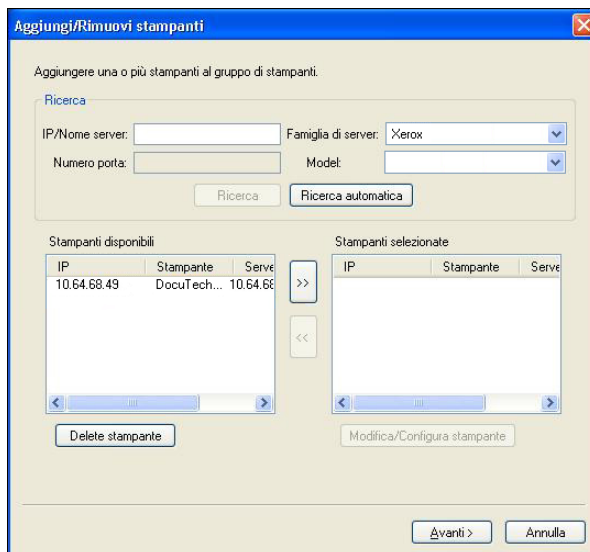 Aggiungi/Rimuovi stampanti
Aggiungere una o più stampanti al gruppo di stampanti.
Ricerca
IP/Nome server: Famiglia di server: Xerox
Numero porta: Model:
Ricerca Ricerca automatica
Stampanti disponibili Stampanti selezionate
IP Stampante Serve IP Stampante Serve
10.64.68.49 DocuTech... 10.64.68
>>
<<
Delete stampante Modifica/Configura stampante
Avanti > Annulla